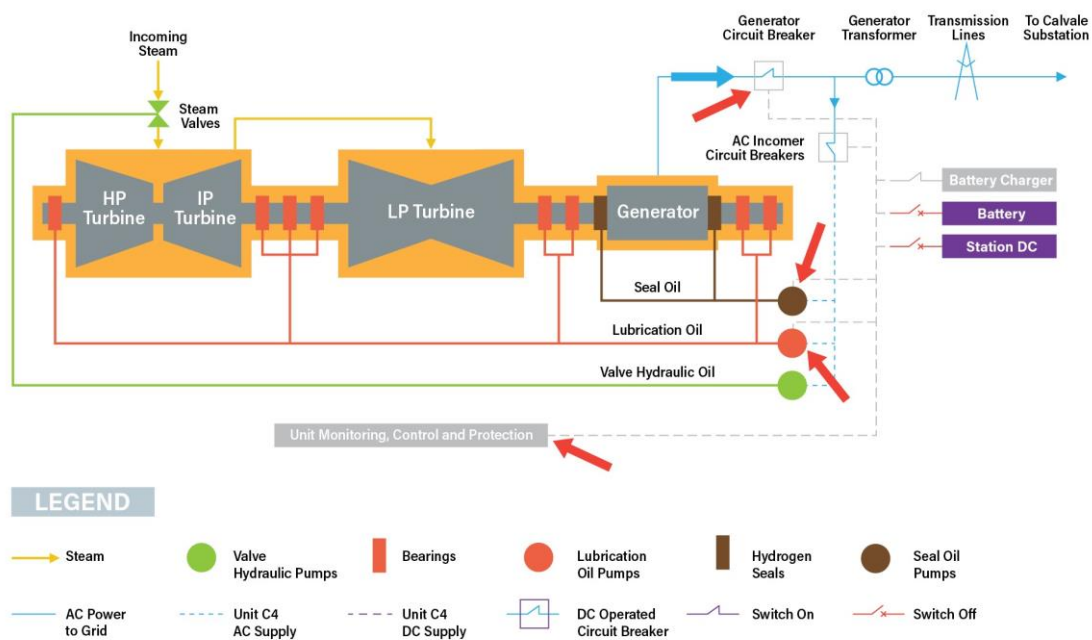 Incoming
Steam
Steam
Valves
Generator
Circuit Breaker
Generator
Transformer
Transmission
Lines
To Calvale
Substation
AC Incomer
Circuit Breakers
HP
Turbine
IP
Turbine
LP Turbine
Generator
Battery Charger
Battery
Station DC
Seal Oil
Lubrication Oil
Valve Hydraulic Oil
Unit Monitoring, Control and Protection
LEGEND
Steam
Valve
Hydraulic Pumps
Bearings
Lubrication
Oil Pumps
Hydrogen
Seals
Seal Oil
Pumps
AC Power
to Grid
Unit C4
AC Supply
Unit C4
DC Supply
DC Operated
Circuit Breaker
Switch On
Switch Off